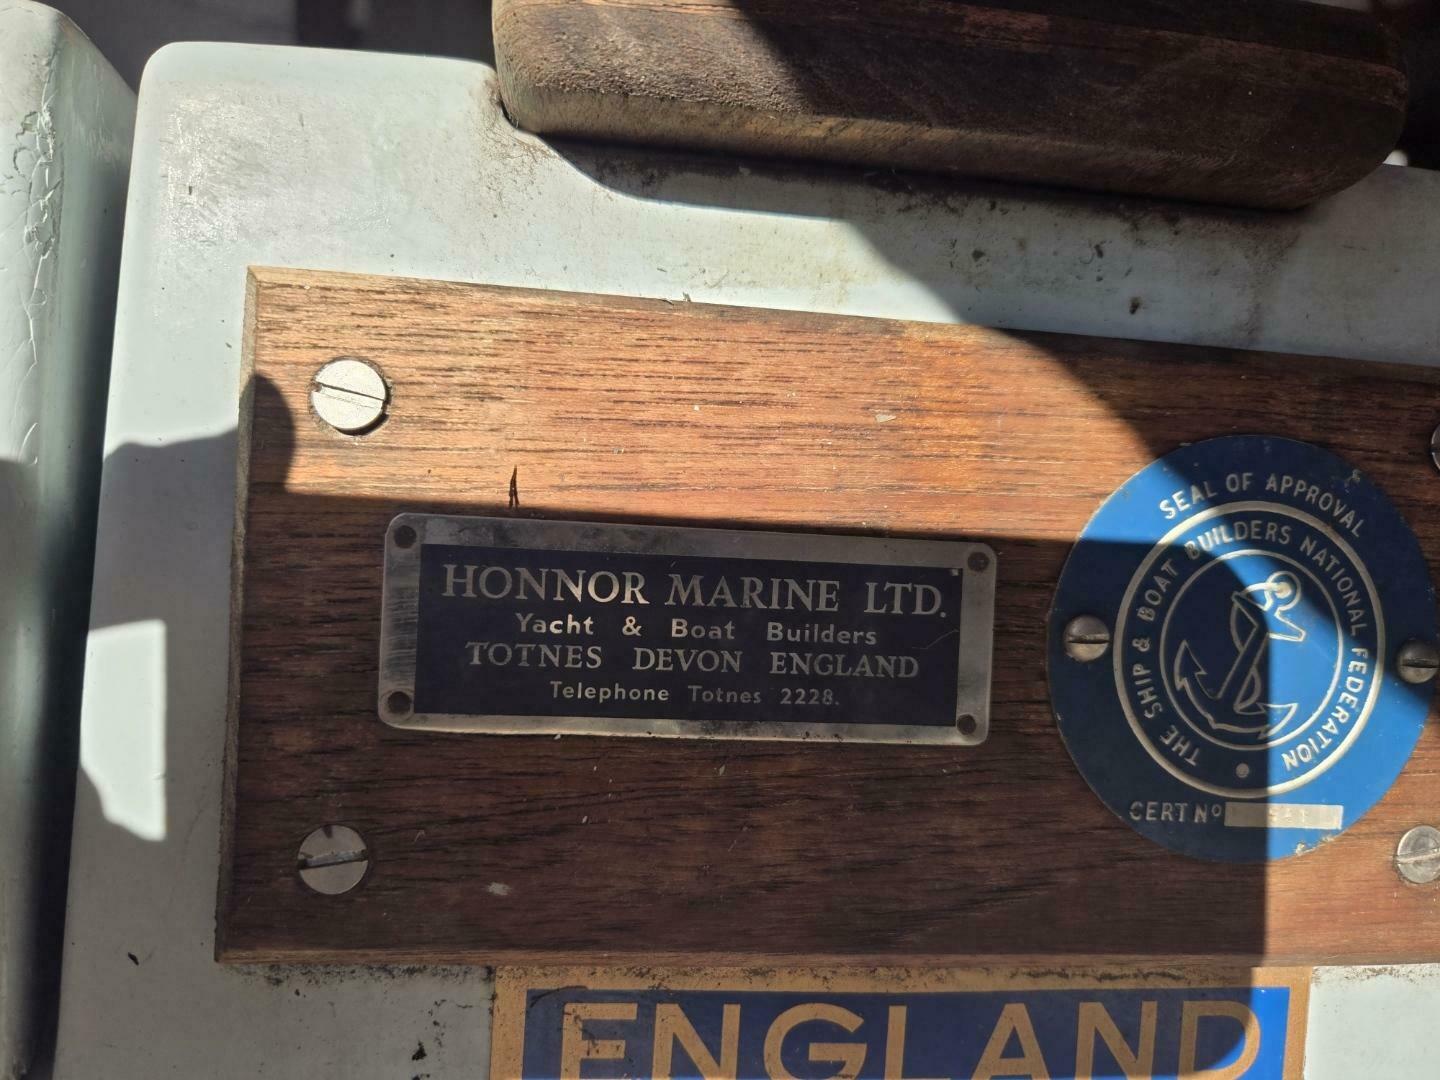 HONNOR MARINE LTD.
Yacht & Boat Builders
TOTNES DEVON ENGLAND
Telephone Totnes 2228.
SEAL OF APPROVAL
THE SHIP & BOAT BUILDERS NATIONAL FEDERATION
CERT Nº
ENGLAND